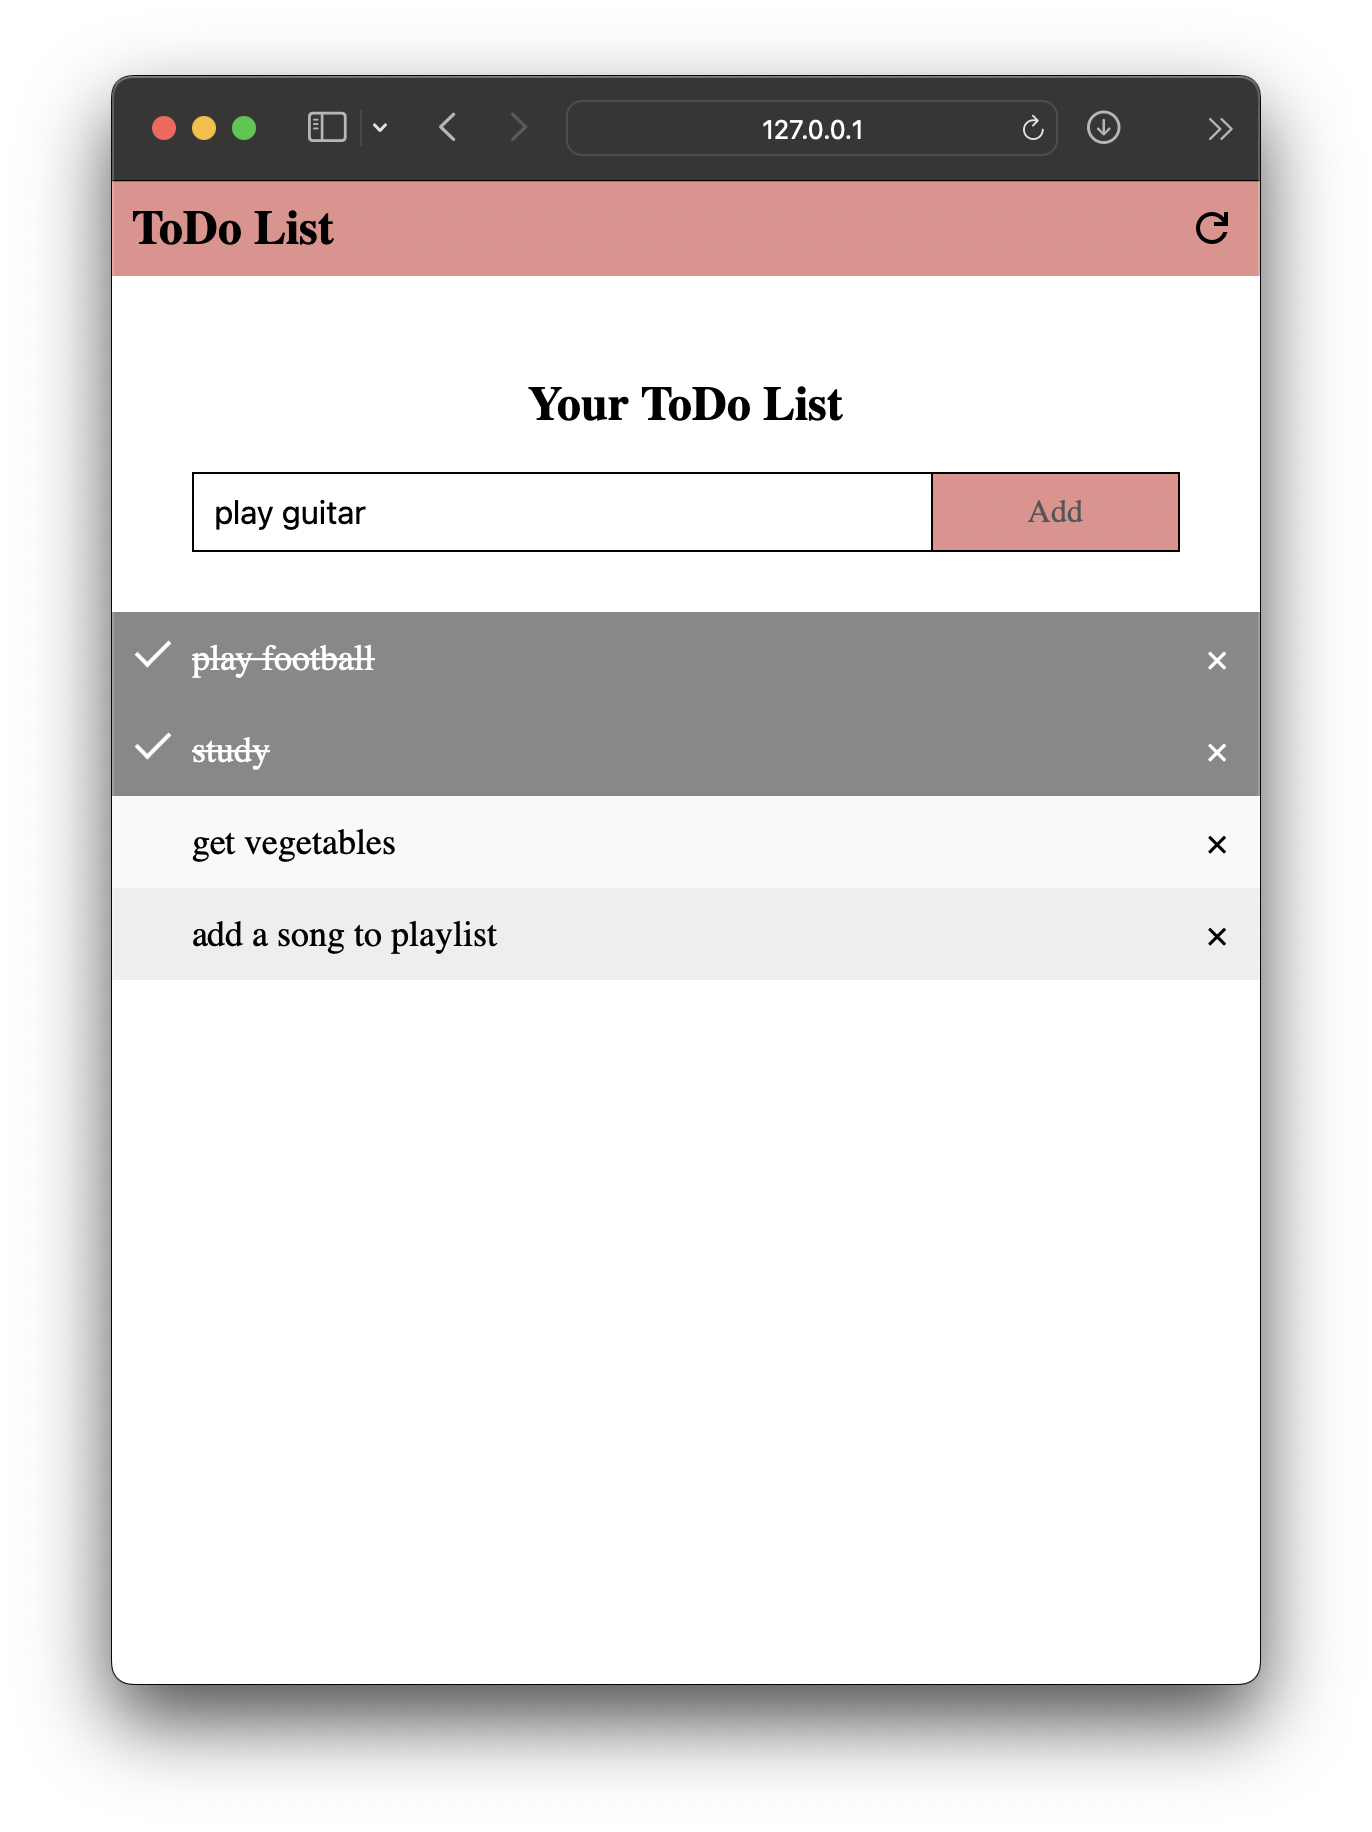 127.0.0.1
ToDo List
Your ToDo List
play guitar
Add
play football
study
get vegetables
add a song to playlist